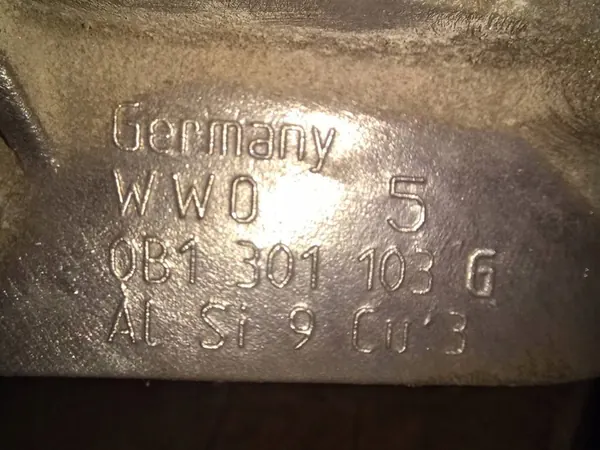 Germany
WWO 5
0B1 301 103 G
Al Si 9 Cu 3